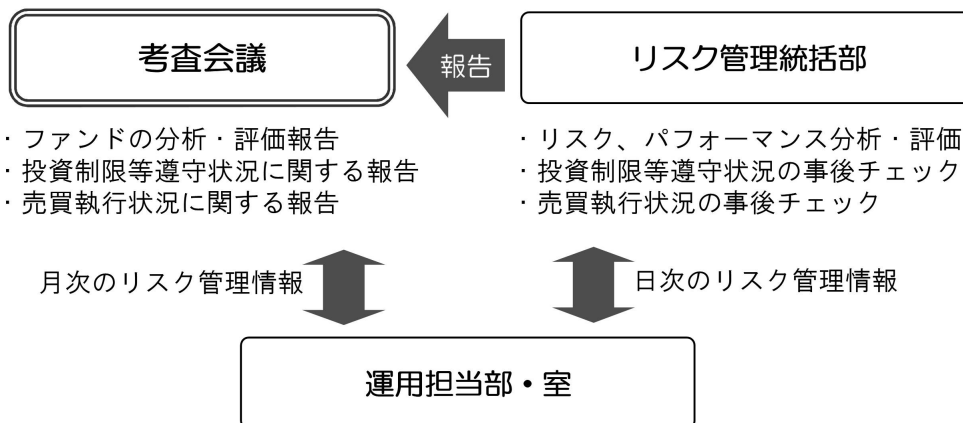 考査会議
報告
リスク管理統括部
・ファンドの分析・評価報告
・投資制限等遵守状況に関する報告
・売買執行状況に関する報告
・リスク、パフォーマンス分析・評価
・投資制限等遵守状況の事後チェック
・売買執行状況の事後チェック
月次のリスク管理情報
日次のリスク管理情報
運用担当部・室